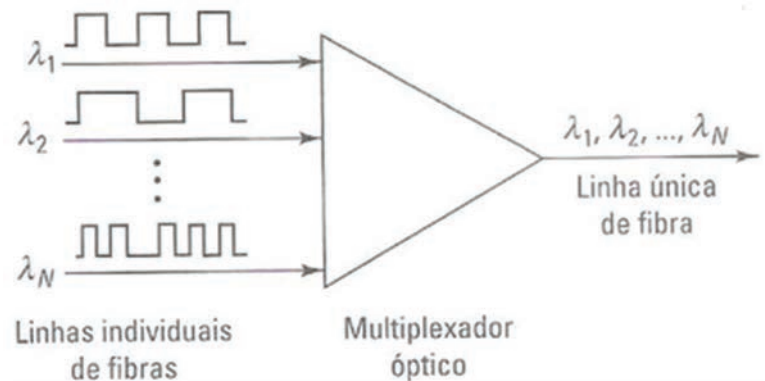 λ1
λ2
λN
Linhas individuais
de fibras
Multiplexador
óptico
λ1, λ2, ..., λN
Linha única
de fibra